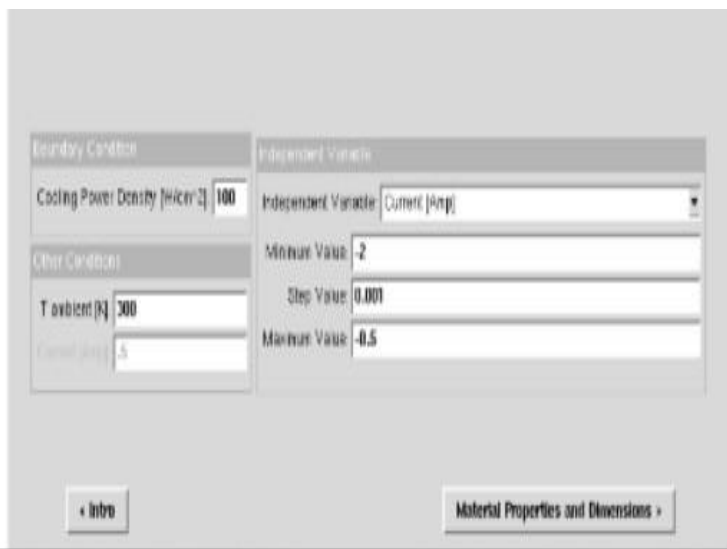 Boundary Condition
Cooling Power Density [W/cm^2] 100
Other Conditions
T ambient [K] 300
Current [Amp] .5
Independent Variable
Independent Variable: Current [Amp]
Minimum Value: -2
Step Value: 0.001
Maximum Value: -0.5
< Intro
Material Properties and Dimensions >